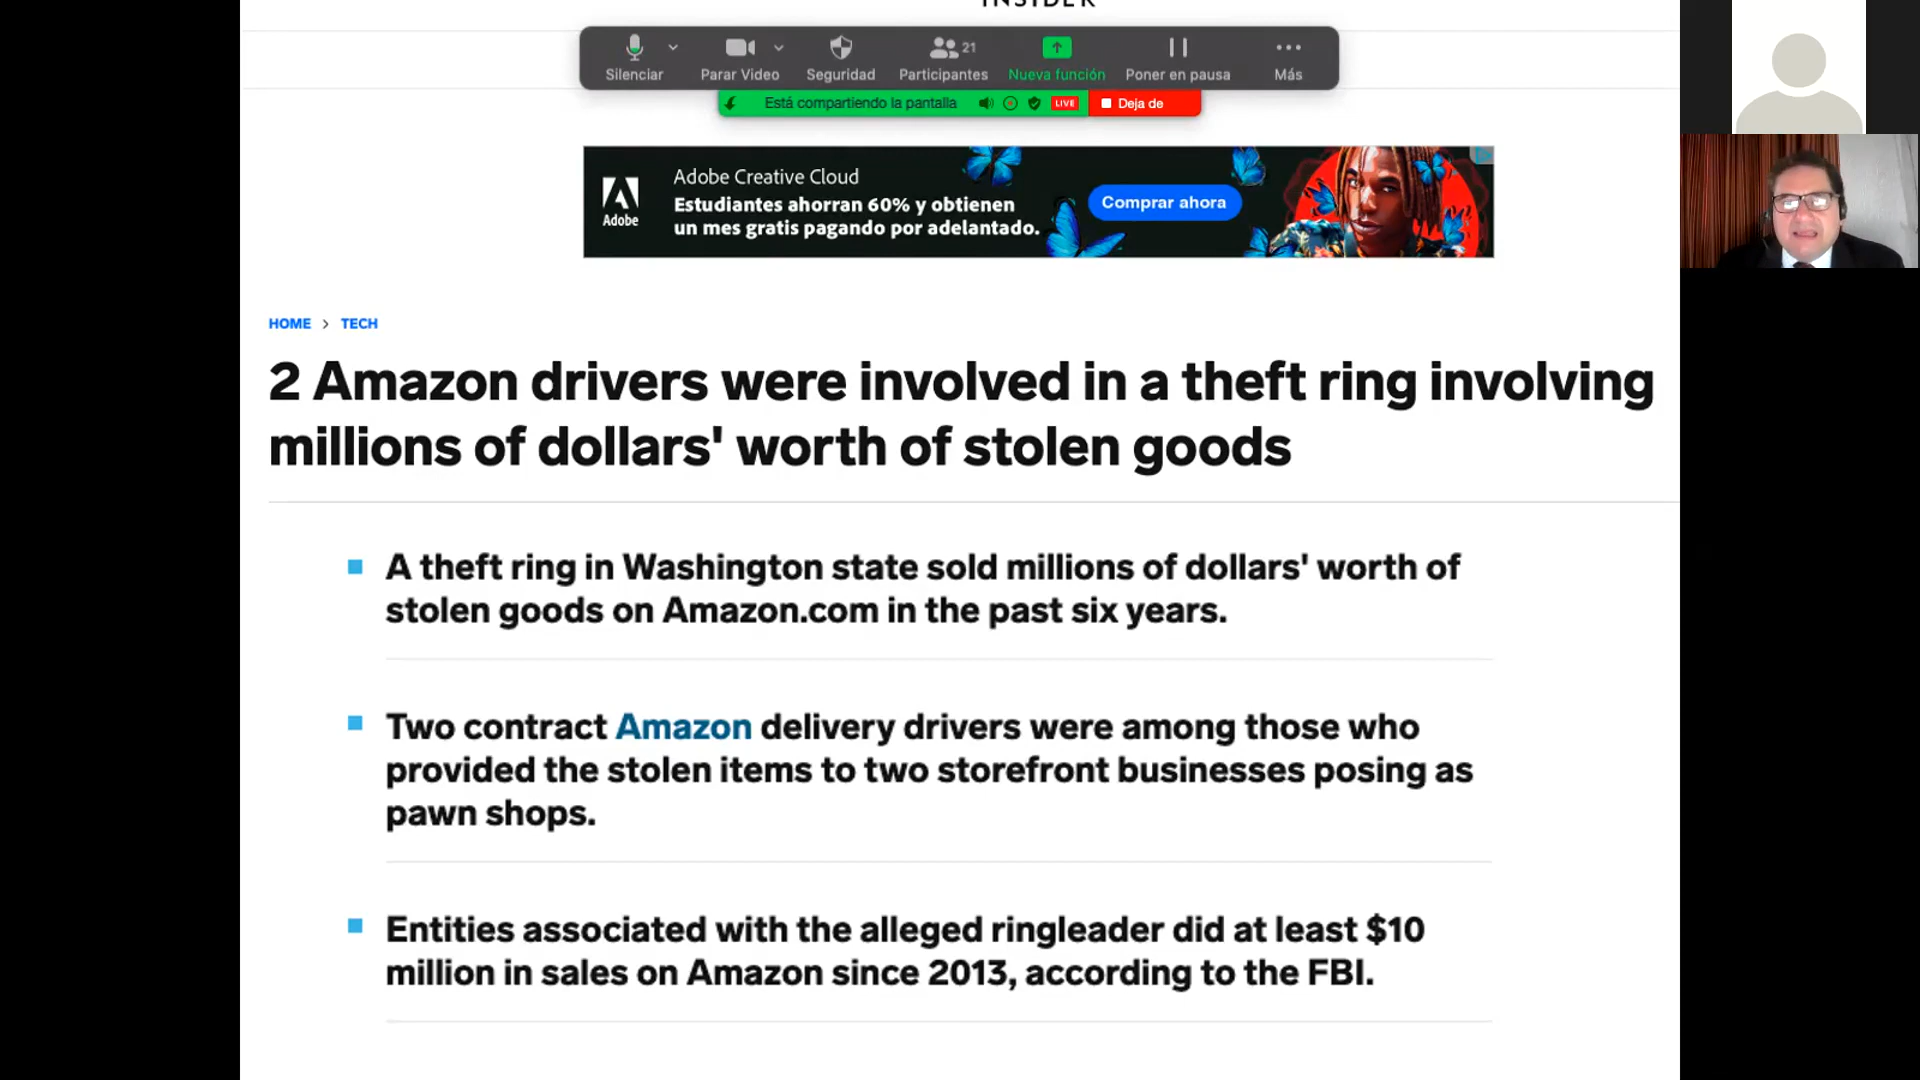 INSIDER
Silenciar
Parar Video
Seguridad
Participantes 21
Nueva función
Poner en pausa
Más
Está compartiendo la pantalla LIVE Deja de
Adobe
Adobe Creative Cloud
Estudiantes ahorran 60% y obtienen
un mes gratis pagando por adelantado.
Comprar ahora
HOME > TECH
2 Amazon drivers were involved in a theft ring involving
millions of dollars' worth of stolen goods
A theft ring in Washington state sold millions of dollars' worth of
stolen goods on Amazon.com in the past six years.
Two contract Amazon delivery drivers were among those who
provided the stolen items to two storefront businesses posing as
pawn shops.
Entities associated with the alleged ringleader did at least $10
million in sales on Amazon since 2013, according to the FBI.